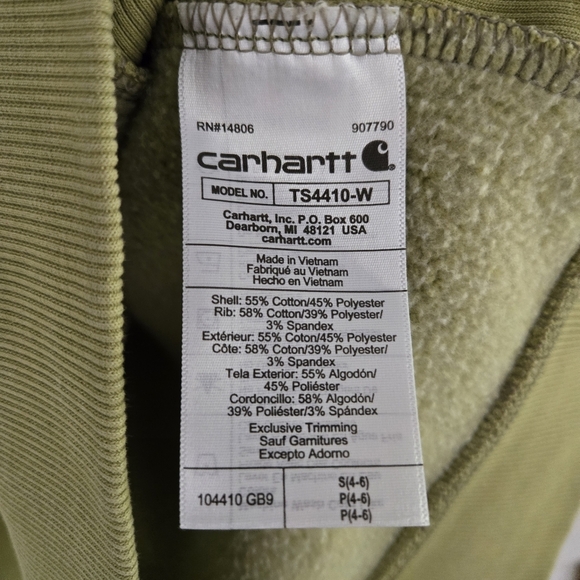 RN#14806 907790
carhartt
MODEL NO. TS4410-W
Carhartt, Inc. P.O. Box 600
Dearborn, MI 48121 USA
carhartt.com
Made in Vietnam
Fabriqué au Vietnam
Hecho en Vietnam
Shell: 55% Cotton/45% Polyester
Rib: 58% Cotton/39% Polyester/
3% Spandex
Extérieur: 55% Coton/45% Polyester
Côte: 58% Coton/39% Polyester/
3% Spandex
Tela Exterior: 55% Algodón/
45% Poliéster
Cordoncillo: 58% Algodón/
39% Poliéster/3% Spándex
Exclusive Trimming
Sauf Garnitures
Excepto Adorno
104410 GB9
S(4-6)
P(4-6)
P(4-6)